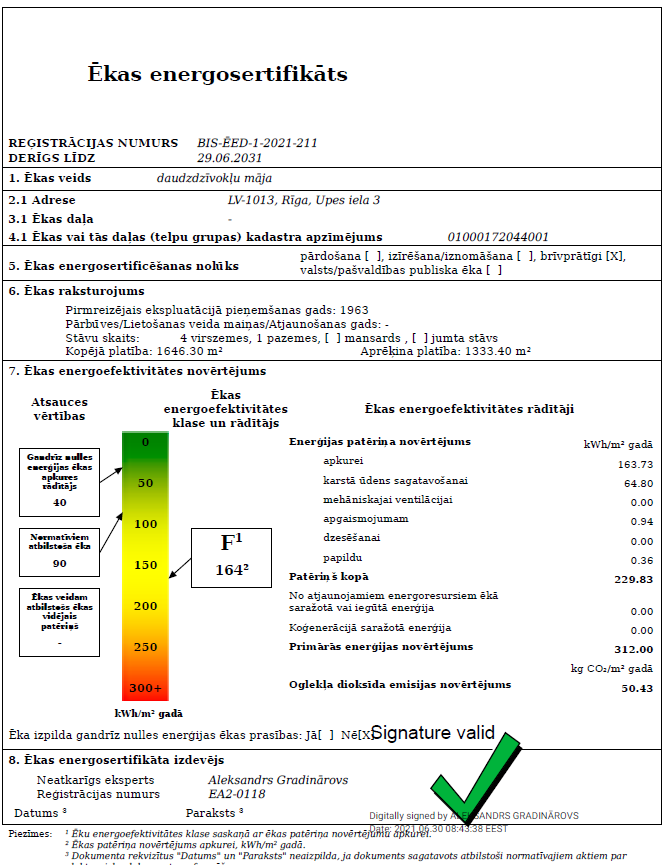 Ēkas energosertifikāts
REĢISTRĀCIJAS NUMURS BIS-ĒED-1-2021-211
DERĪGS LĪDZ 29.06.2031
1. Ēkas veids daudzdzīvokļu māja
2.1 Adrese LV-1013, Rīga, Upes iela 3
3.1 Ēkas daļa -
4.1 Ēkas vai tās daļas (telpu grupas) kadastra apzīmējums 01000172044001
5. Ēkas energosertificēšanas nolūks pārdošana [ ], izīrēšana/iznomāšana [ ], brīvprātīgi [X],
valsts/pašvaldības publiska ēka [ ]
6. Ēkas raksturojums
Pirmreizējais ekspluatācijā pieņemšanas gads: 1963
Pārbūves/Lietošanas veida maiņas/Atjaunošanas gads: -
Stāvu skaits: 4 virszemes, 1 pazemes, [ ] mansards , [ ] jumta stāvs
Kopējā platība: 1646.30 m² Aprēķina platība: 1333.40 m²
7. Ēkas energoefektivitātes novērtējums
Atsauces
vērtības
Ēkas
energoefektivitātes
klase un rādītājs
Ēkas energoefektivitātes rādītāji
Gandrīz nulles
enerģijas ēkas
apkures
rādītājs
40
Normatīviem
atbilstoša ēka
90
Ēkas veidam
atbilstošs ēkas
vidējais
patēriņš
-
0
50
100
150
200
250
300+
kWh/m² gadā
F¹
164²
Enerģijas patēriņa novērtējums kWh/m² gadā
apkurei 163.73
karstā ūdens sagatavošanai 64.80
mehāniskajai ventilācijai 0.00
apgaismojumam 0.94
dzesēšanai 0.00
papildu 0.36
Patēriņš kopā 229.83
No atjaunojamiem energoresursiem ēkā
saražotā vai iegūtā enerģija 0.00
Koģenerācijā saražotā enerģija 0.00
Primārās enerģijas novērtējums 312.00
kg CO₂/m² gadā
Oglekļa dioksīda emisijas novērtējums 50.43
Ēka izpilda gandrīz nulles enerģijas ēkas prasības: Jā[ ] Nē[X]
Signature valid
8. Ēkas energosertifikāta izdevējs
Neatkarīgs eksperts Aleksandrs Gradinārovs
Reģistrācijas numurs EA2-0118
Datums ³ Paraksts ³
Digitally signed by ALEKSANDRS GRADINĀROVS
Date: 2021.06.30 08:43:38 EEST
Piezīmes: ¹ Ēku energoefektivitātes klase saskaņā ar ēkas patēriņa novērtējumu apkurei.
² Ēkas patēriņa novērtējums apkurei, kWh/m² gadā.
³ Dokumenta rekvizītus "Datums" un "Paraksts" neaizpilda, ja dokuments sagatavots atbilstoši normatīvajiem aktiem par